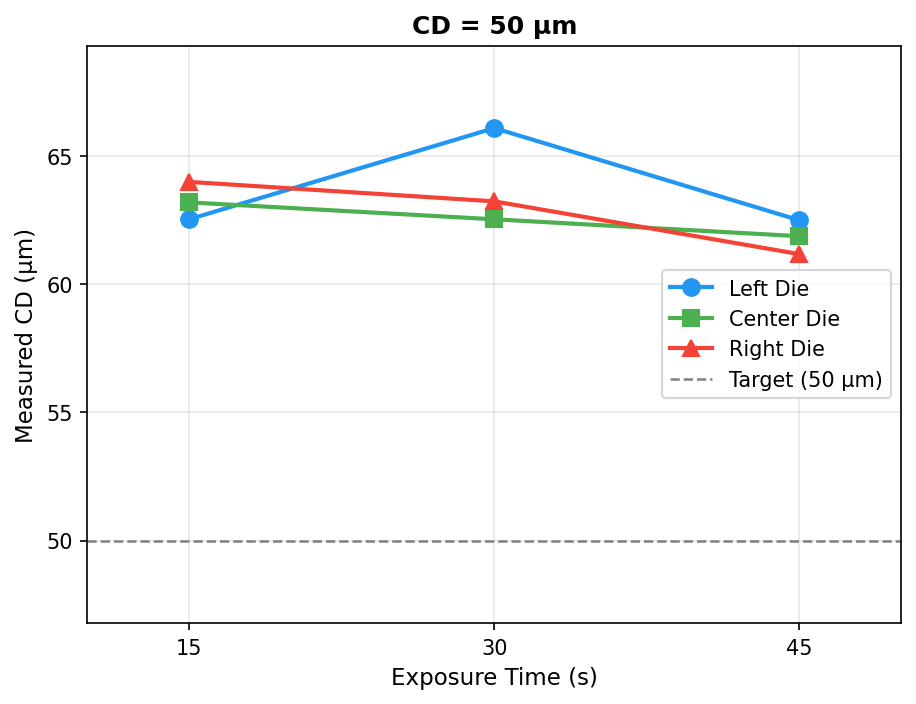 CD = 50 μm
Measured CD (μm)
65
60
55
50
15
30
45
Exposure Time (s)
Left Die
Center Die
Right Die
Target (50 μm)